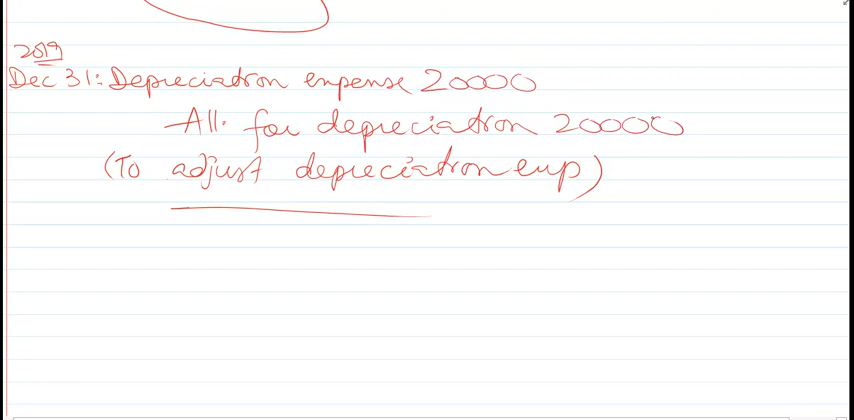 2019
Dec 31: Depreciation expense 20000
All. for depreciation 20000
(To adjust depreciation exp)